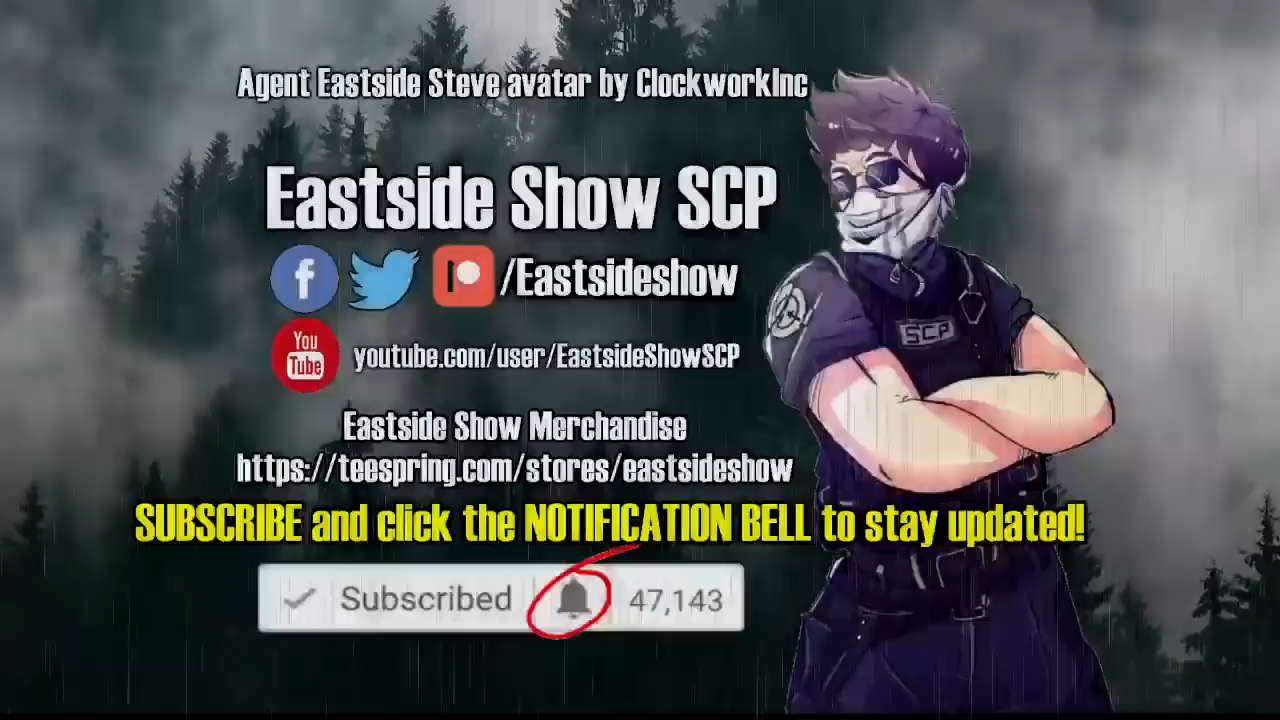 Agent Eastside Steve avatar by ClockworkInc
Eastside Show SCP
f /Eastsideshow
You
Tube
youtube.com/user/EastsideShowSCP
SCP
Eastside Show Merchandise
https://teespring.com/stores/eastsideshow
SUBSCRIBE and click the NOTIFICATION BELL to stay updated!
Subscribed 47,143